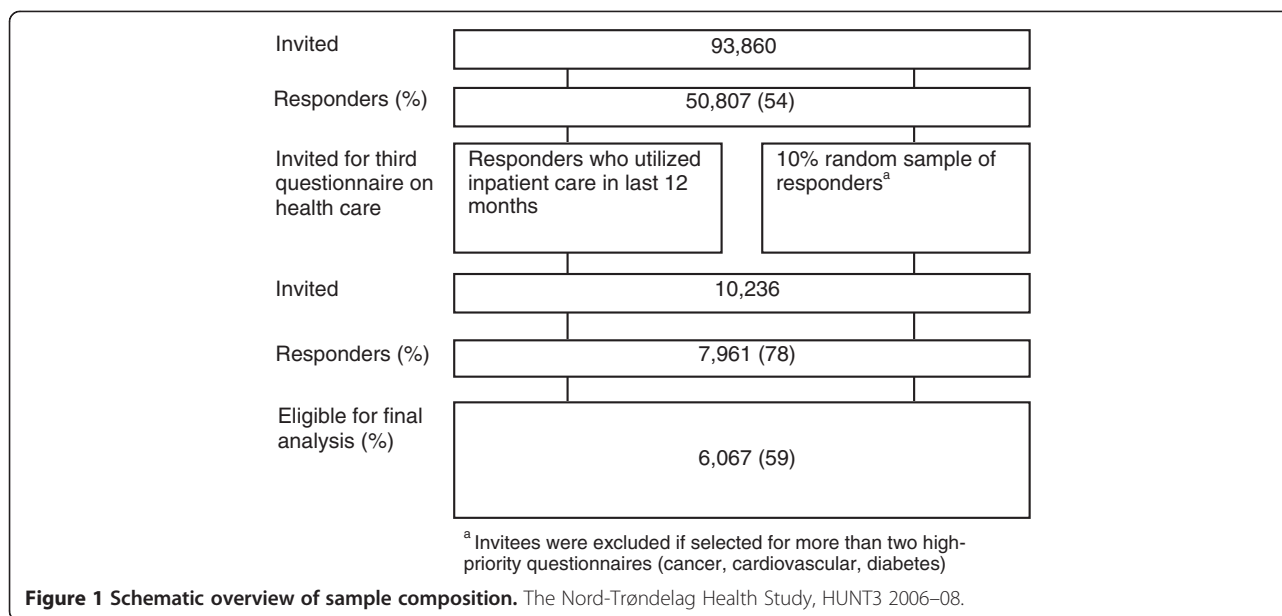 Invited
93,860
Responders (%)
50,807 (54)
Invited for third
questionnaire on
health care
Responders who utilized
inpatient care in last 12
months
10% random sample of
respondersᵃ
Invited
10,236
Responders (%)
7,961 (78)
Eligible for final
analysis (%)
6,067 (59)
ᵃ Invitees were excluded if selected for more than two high-
priority questionnaires (cancer, cardiovascular, diabetes)
Figure 1 Schematic overview of sample composition. The Nord-Trøndelag Health Study, HUNT3 2006–08.